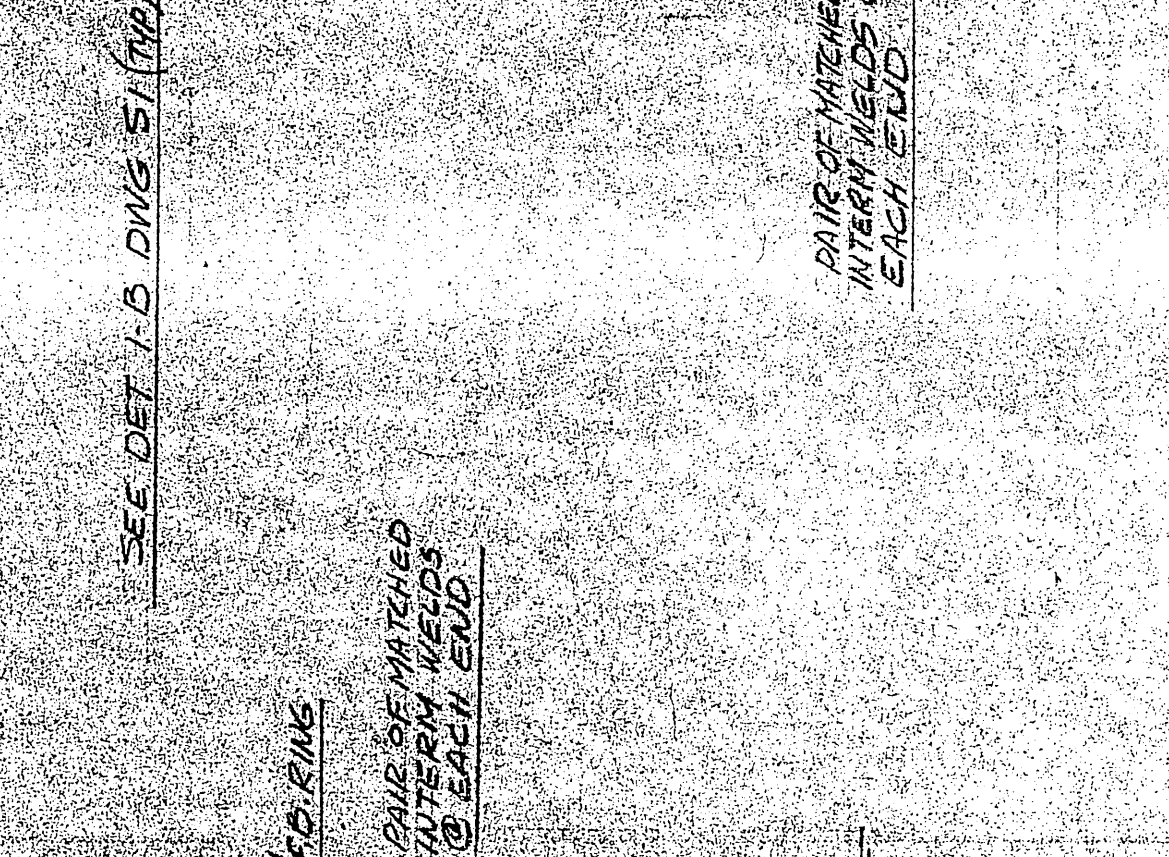 SEE DET 1-B DWG S1 (TYP)
F.B. RING
PAIR OF MATCHED
INTERM WELDS
@ EACH END
PAIR OF MATCHED
INTERM WELDS
EACH END